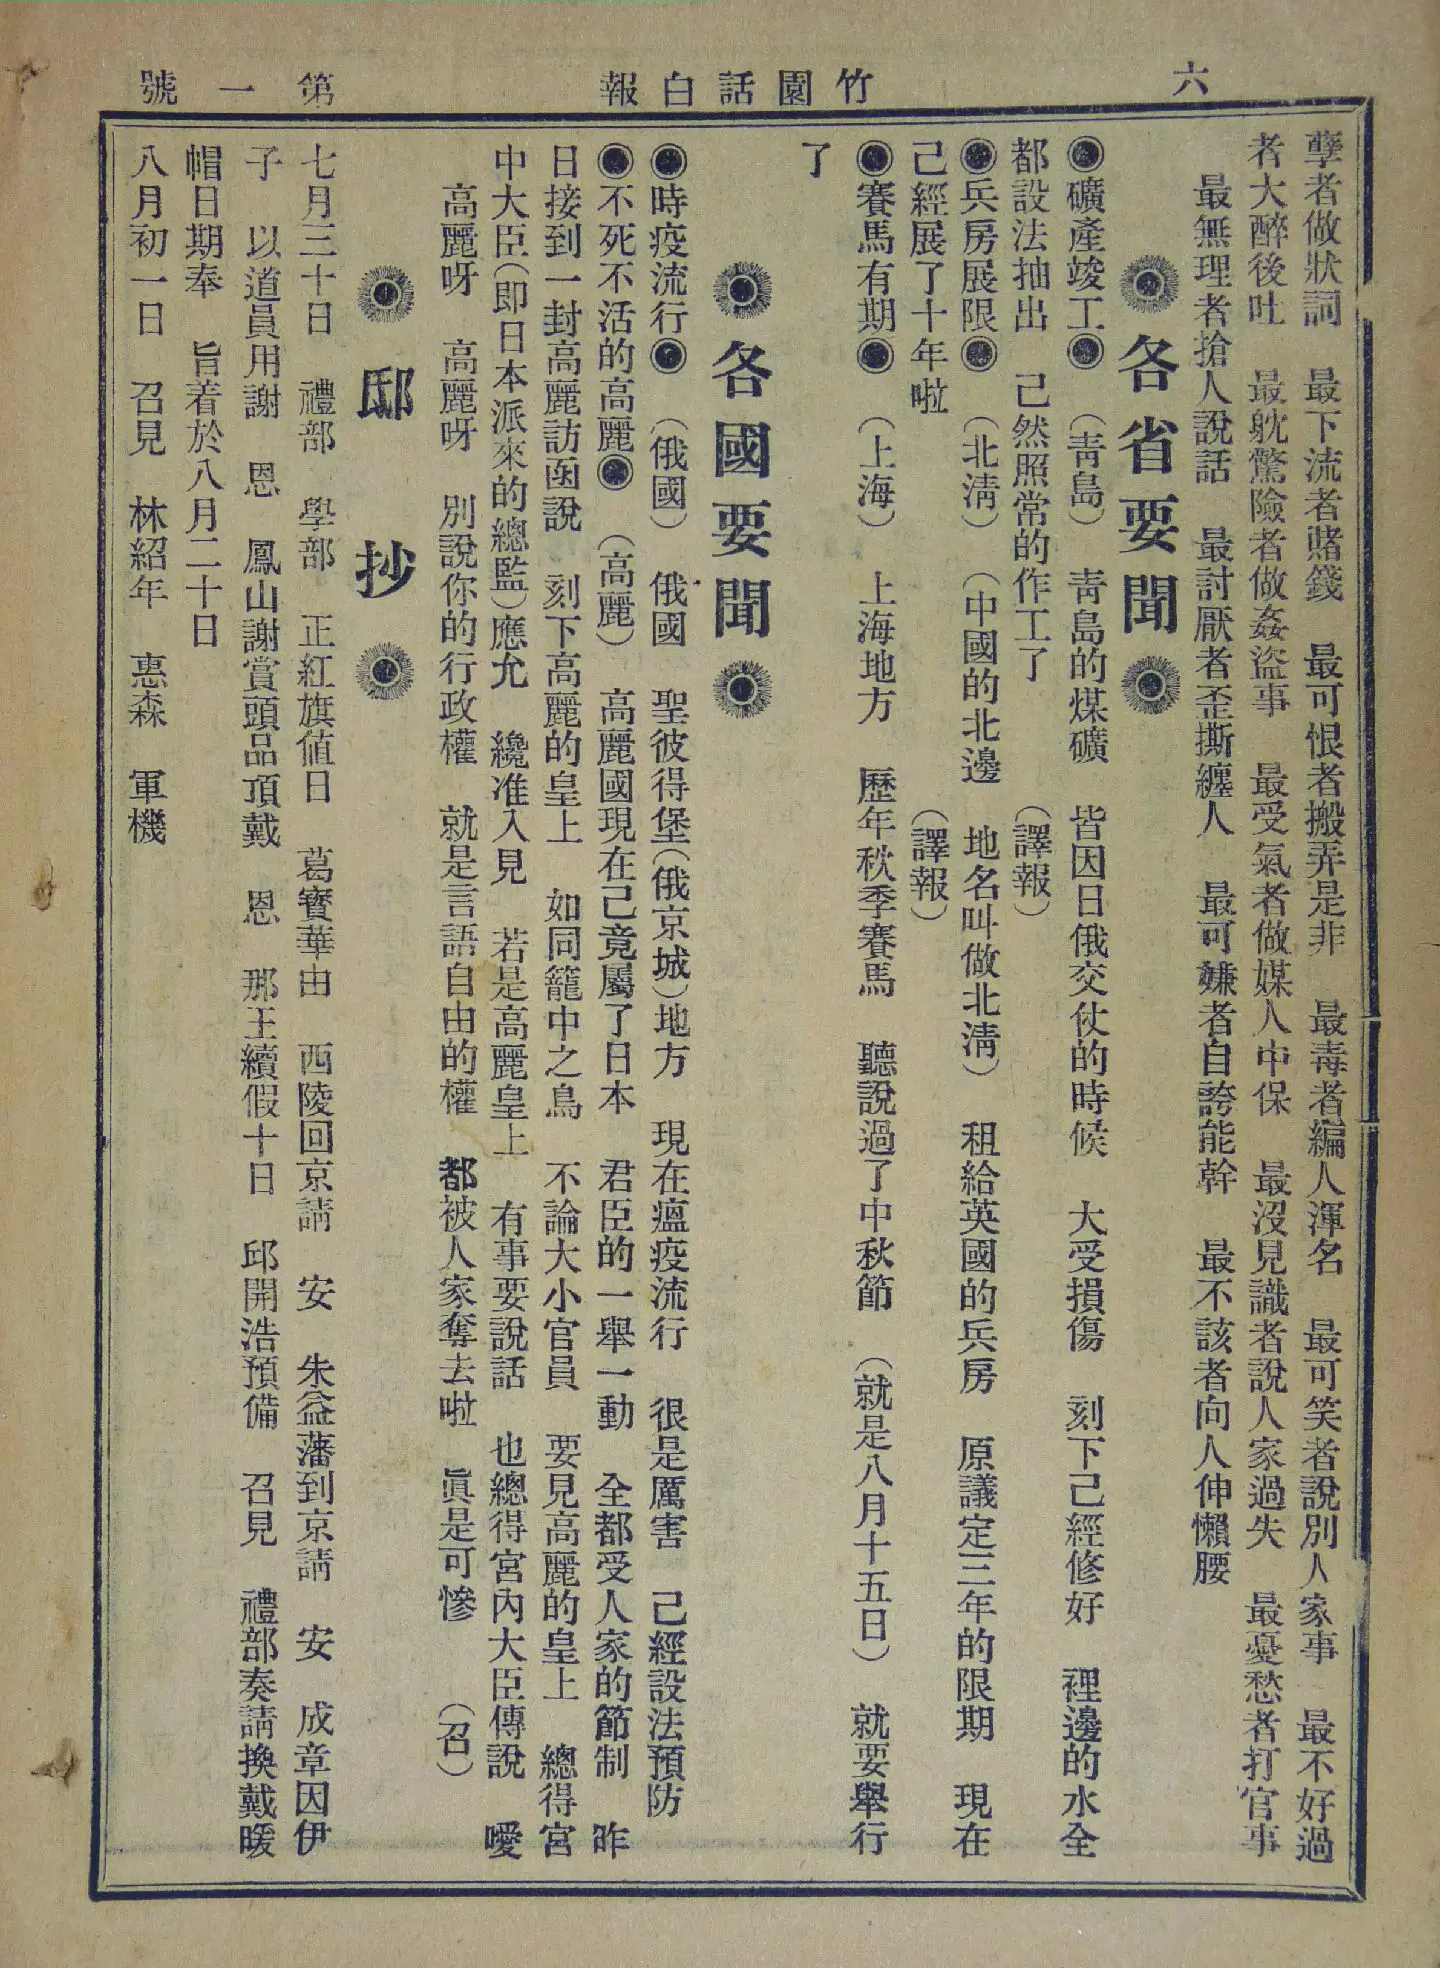 六
竹園白話報
第一號
孽者做狀詞　最下流者賭錢　最可恨者搬弄是非　最毒者編人渾名　最可笑者說別人家事　最不好過
者大醉後吐　最躭驚險者做姦盜事　最受氣者做媒人中保　最沒見識者說人家過失　最憂愁者打官事
最無理者搶人說話　最討厭者歪撕纏人　最可嫌者自誇能幹　最不該者向人伸懶腰
各省要聞
◉礦產竣工◉（靑島）靑島的煤礦　皆因日俄交仗的時候　大受損傷　刻下己經修好　裡邊的水全
都設法抽出　己然照常的作工了　（譯報）
◉兵房展限◉（北淸）（中國的北邊　地名叫做北淸）租給英國的兵房　原議定三年的限期　現在
己經展了十年啦　（譯報）
◉賽馬有期◉（上海）上海地方　歷年秋季賽馬　聽說過了中秋節　（就是八月十五日）就要舉行
了
各國要聞
◉時疫流行◉（俄國）俄國　聖彼得堡（俄京城）地方　現在瘟疫流行　很是厲害　己經設法預防
◉不死不活的高麗◉（高麗）高麗國現在己竟屬了日本　君臣的一舉一動　全都受人家的節制　昨
日接到一封高麗訪函說　刻下高麗的皇上　如同籠中之鳥　不論大小官員　要見高麗的皇上　總得宮
中大臣（即日本派來的總監）應允　纔准入見　若是高麗皇上　有事要說話　也總得宮內大臣傳說　噯
高麗呀　高麗呀　別說你的行政權　就是言語自由的權　都被人家奪去啦　眞是可慘　（召）
邸抄
七月三十日　禮部　學部　正紅旗値日　葛寶華由　西陵回京請　安　朱益藩到京請　安　成章因伊
子　以道員用謝　恩　鳳山謝賞頭品頂戴　恩　那王續假十日　邱開浩預備　召見　禮部奏請換戴暖
帽日期奉　旨着於八月二十日
八月初一日　召見　林紹年　惠森　軍機